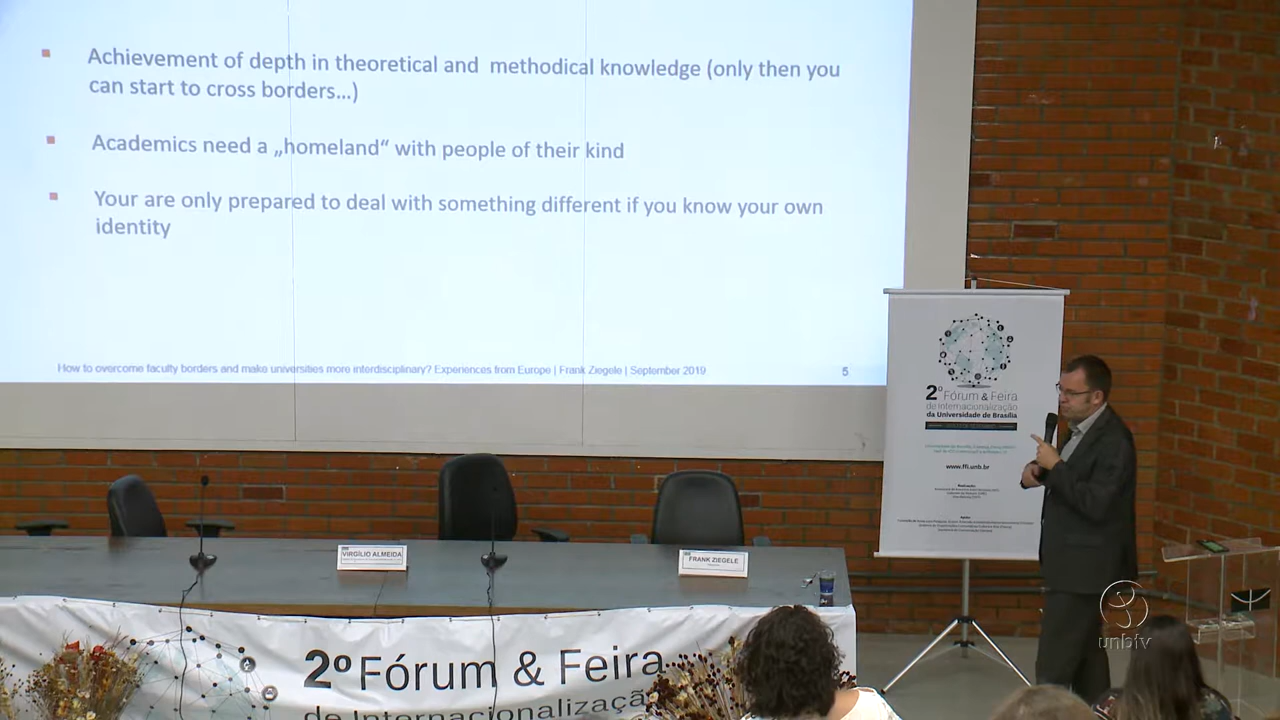 Achievement of depth in theoretical and methodical knowledge (only then you
can start to cross borders...)
Academics need a „homeland“ with people of their kind
Your are only prepared to deal with something different if you know your own
identity
How to overcome faculty borders and make universities more interdisciplinary? Experiences from Europe | Frank Ziegele | September 2019
5
2º Fórum & Feira
de Internacionalização
da Universidade de Brasília
www.ffi.unb.br
Realização:
Apoio:
VIRGÍLIO ALMEIDA
FRANK ZIEGELE
2º Fórum & Feira
de Internacionalização
unbtv